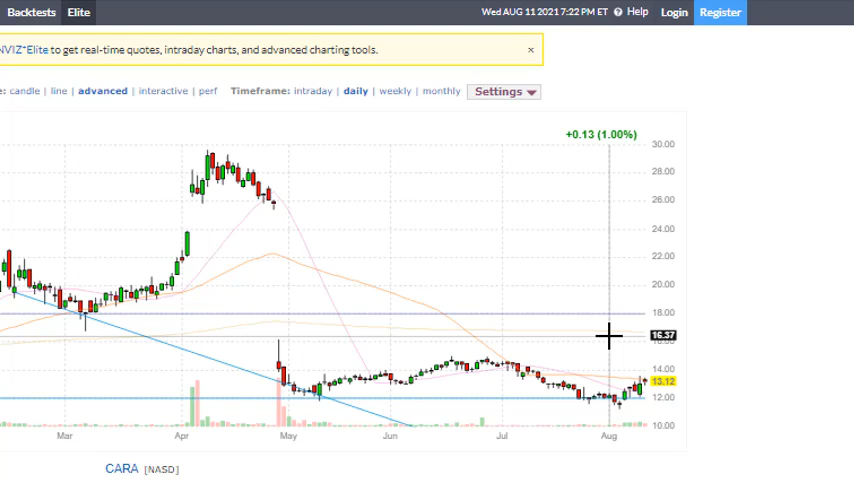 Backtests Elite Wed AUG 11 2021 7:22 PM ET ? Help Login Register
NVIZ*Elite to get real-time quotes, intraday charts, and advanced charting tools. ×
e: candle | line | advanced | interactive | perf Timeframe: intraday | daily | weekly | monthly Settings
+0.13 (1.00%)
30.00
28.00
26.00
24.00
22.00
20.00
18.00
16.37
14.00
13.12
12.00
10.00
Mar Apr May Jun Jul Aug
CARA [NASD]